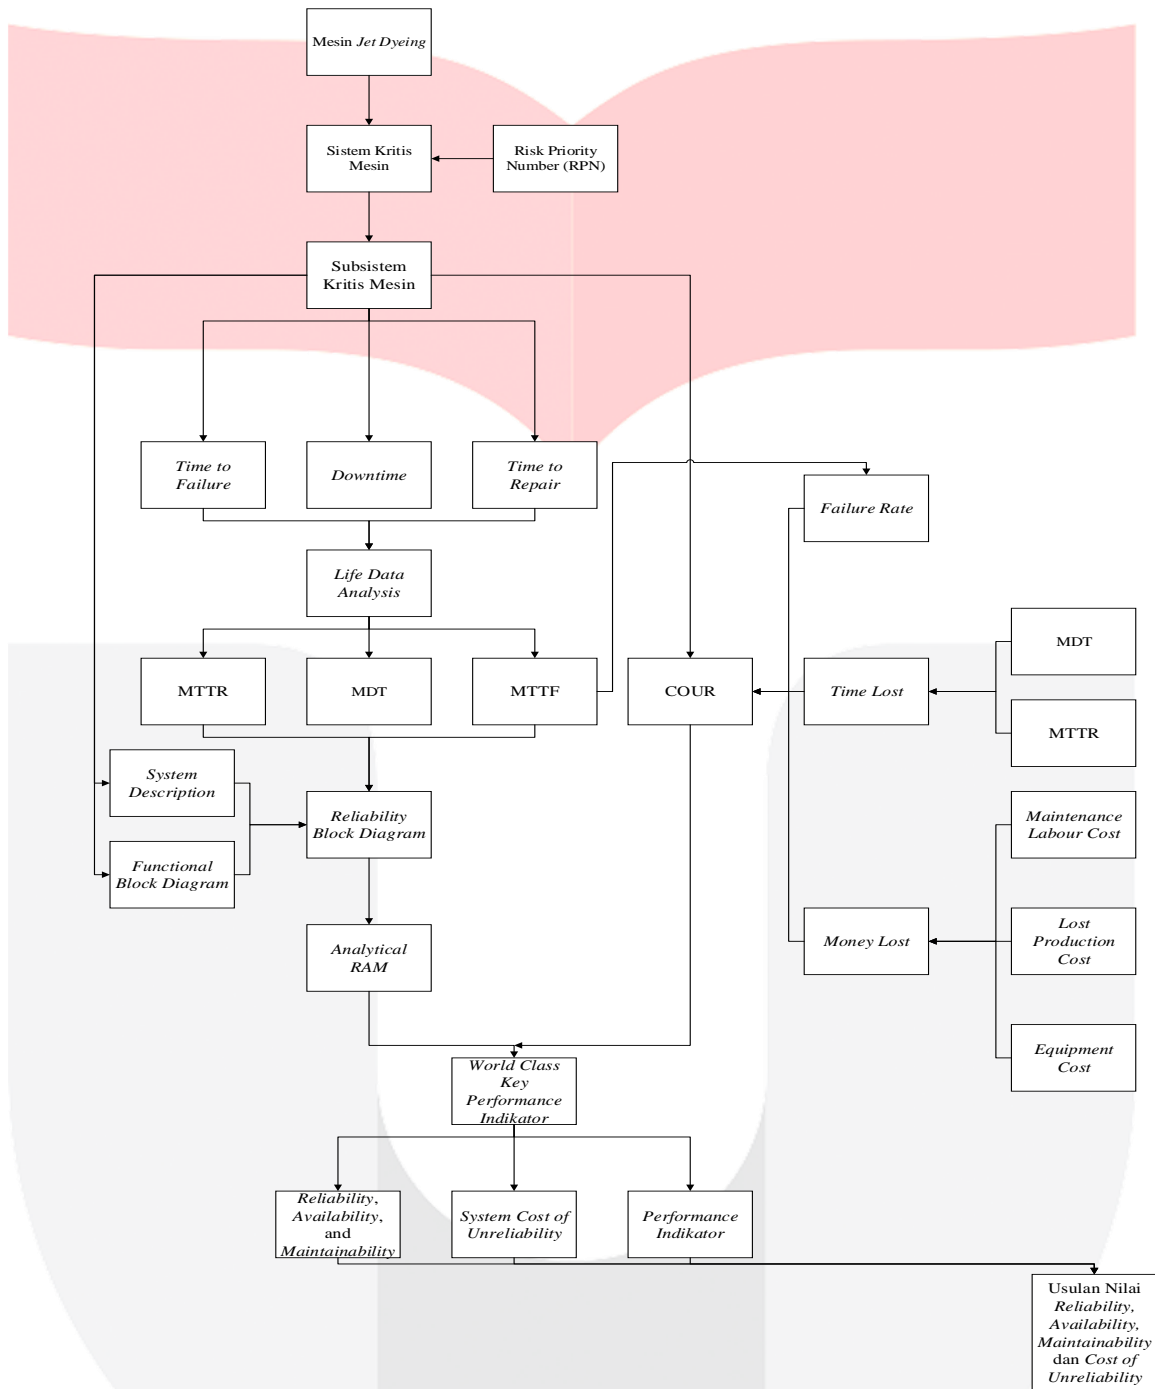 Mesin Jet Dyeing
Sistem Kritis
Mesin
Risk Priority
Number (RPN)
Subsistem
Kritis Mesin
Time to
Failure
Downtime
Time to
Repair
Failure Rate
Life Data
Analysis
MTTR
MDT
MTTF
COUR
Time Lost
MDT
MTTR
System
Description
Functional
Block Diagram
Reliability
Block Diagram
Maintenance
Labour Cost
Analytical
RAM
Money Lost
Lost
Production
Cost
Equipment
Cost
World Class
Key
Performance
Indikator
Reliability,
Availability,
and
Maintainability
System Cost of
Unreliability
Performance
Indikator
Usulan Nilai
Reliability,
Availability,
Maintainability
dan Cost of
Unreliability